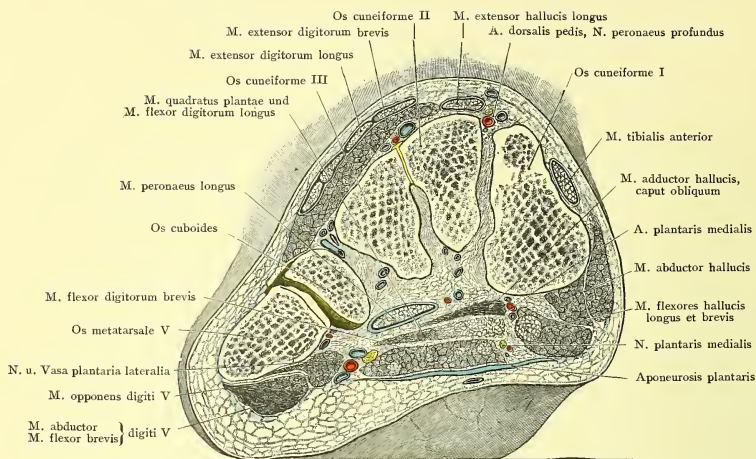 Os cuneiforme II
M. extensor digitorum brevis
M. extensor digitorum longus
Os cuneiforme III
M. quadratus plantae und
M. flexor digitorum longus
M. peronaeus longus
Os cuboides
M. flexor digitorum brevis
Os metatarsale V
N. u. Vasa plantaria lateralia
M. opponens digiti V
M. abductor
M. flexor brevis} digiti V
M. extensor hallucis longus
A. dorsalis pedis, N. peronaeus profundus
Os cuneiforme I
M. tibialis anterior
M. adductor hallucis,
caput obliquum
A. plantaris medialis
M. abductor hallucis
M. flexores hallucis
longus et brevis
N. plantaris medialis
Aponeurosis plantaris